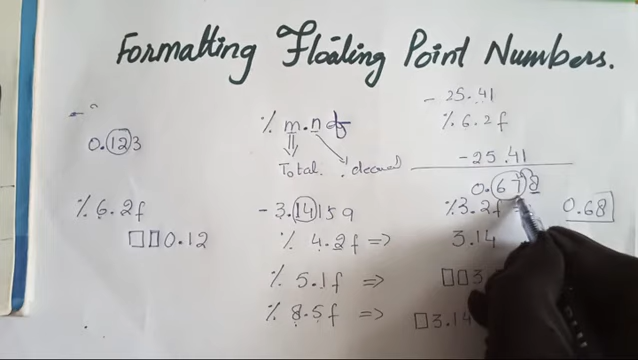 Formatting Floating Point Numbers.
0.123
% 6.2f
□□0.12
% m.nf
Total. decimal
- 3.14159
% 4.2f =>
% 5.1f =>
% 8.5f =>
- 25.41
% 6.2f
-25.41
0.678
%3.2f
0.68
3.14
□□3.
□3.14